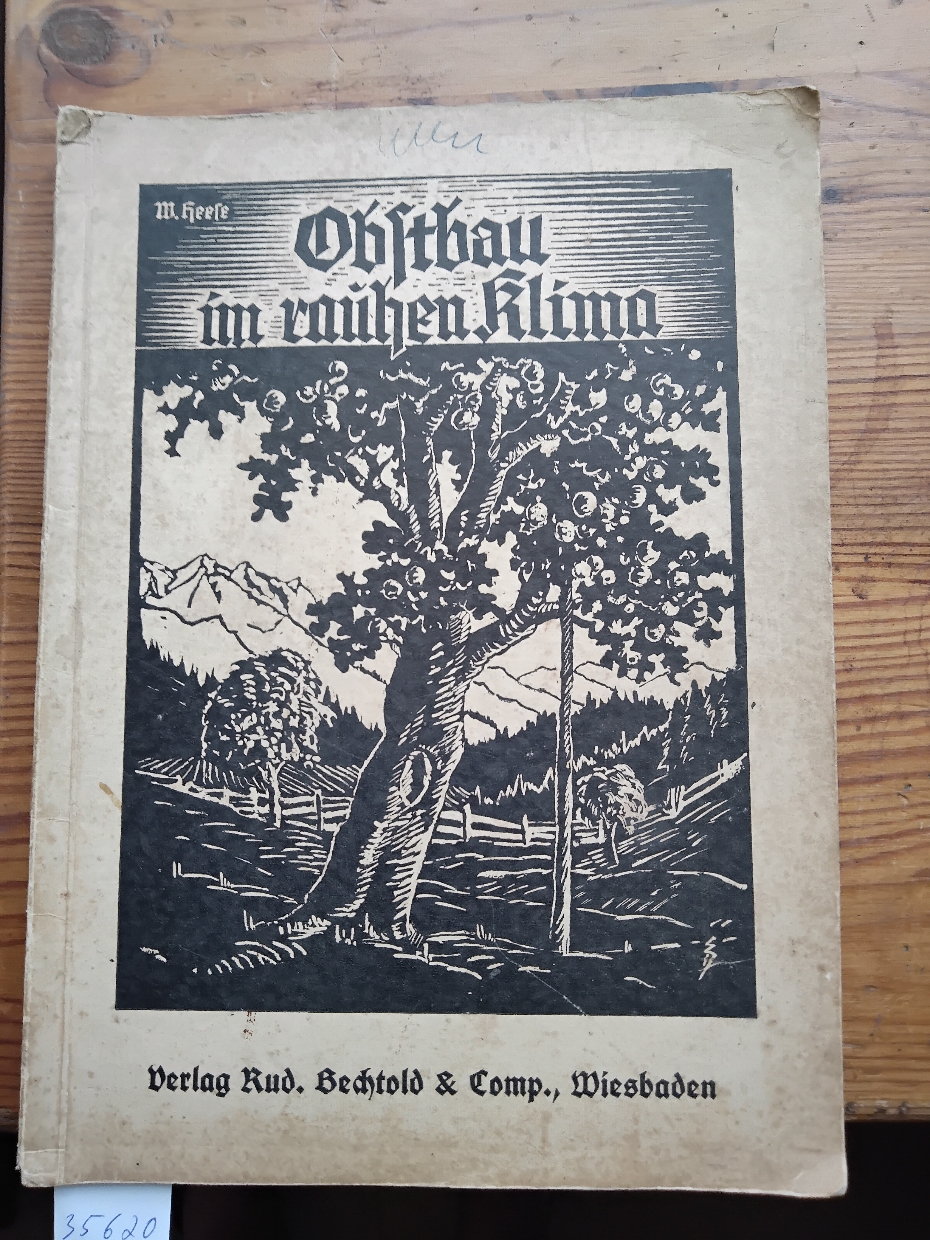 W. Heese
Obstbau
im rauhen Klima
Verlag Rud. Bechtold & Comp., Wiesbaden
35620